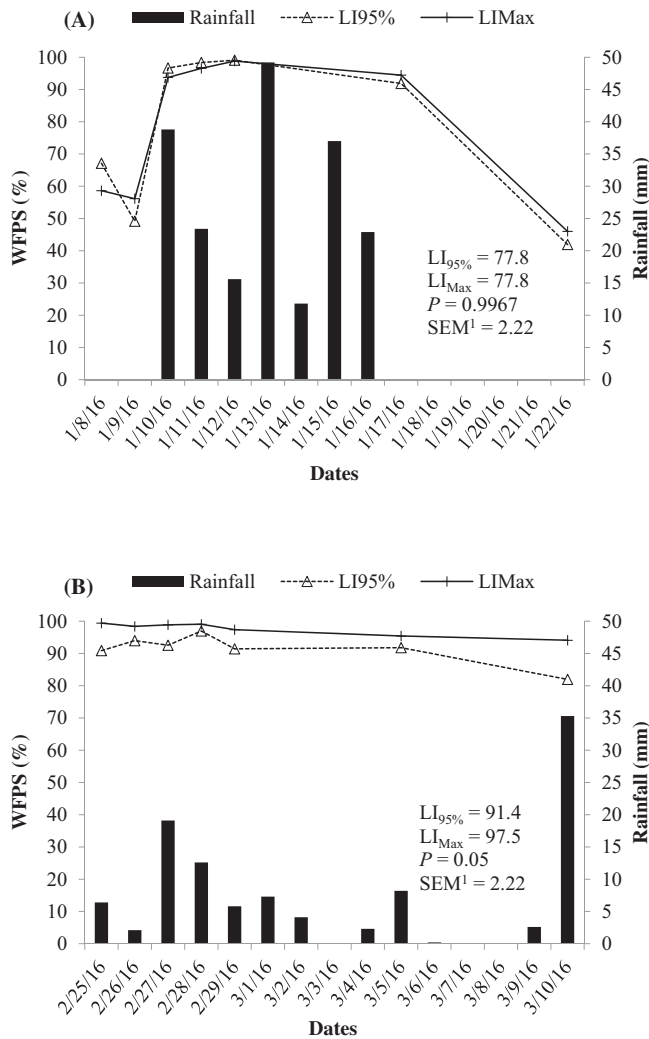 (A) Rainfall LI95% LIMax
100 50
90 45
80 40
70 35
60 30
50 25
40 20
30 15
20 10
10 5
0 0
WFPS (%)
Rainfall (mm)
LI95% = 77.8
LIMax = 77.8
P = 0.9967
SEM¹ = 2.22
1/8/16 1/9/16 1/10/16 1/11/16 1/12/16 1/13/16 1/14/16 1/15/16 1/16/16 1/17/16 1/18/16 1/19/16 1/20/16 1/21/16 1/22/16
Dates
(B) Rainfall LI95% LIMax
100 50
90 45
80 40
70 35
60 30
50 25
40 20
30 15
20 10
10 5
0 0
WFPS (%)
Rainfall (mm)
LI95% = 91.4
LIMax = 97.5
P = 0.05
SEM¹ = 2.22
2/25/16 2/26/16 2/27/16 2/28/16 2/29/16 3/1/16 3/2/16 3/3/16 3/4/16 3/5/16 3/6/16 3/7/16 3/8/16 3/9/16 3/10/16
Dates